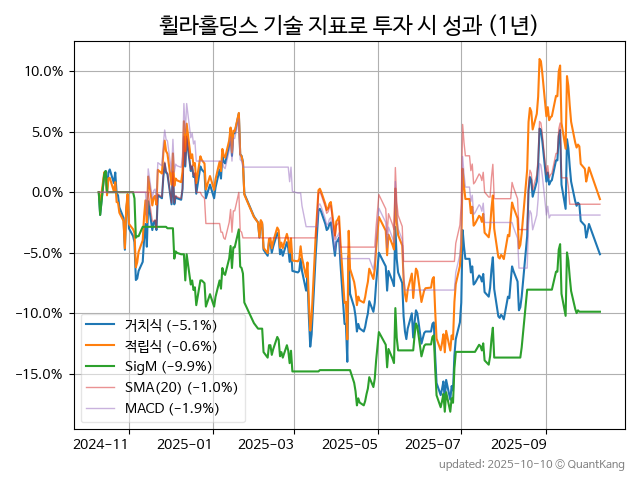 휠라홀딩스 기술 지표로 투자 시 성과 (1년)
10.0%
5.0%
0.0%
−5.0%
−10.0%
−15.0%
거치식 (−5.1%)
적립식 (−0.6%)
SigM (−9.9%)
SMA(20) (−1.0%)
MACD (−1.9%)
2024-11 2025-01 2025-03 2025-05 2025-07 2025-09
updated: 2025-10-10 © QuantKang